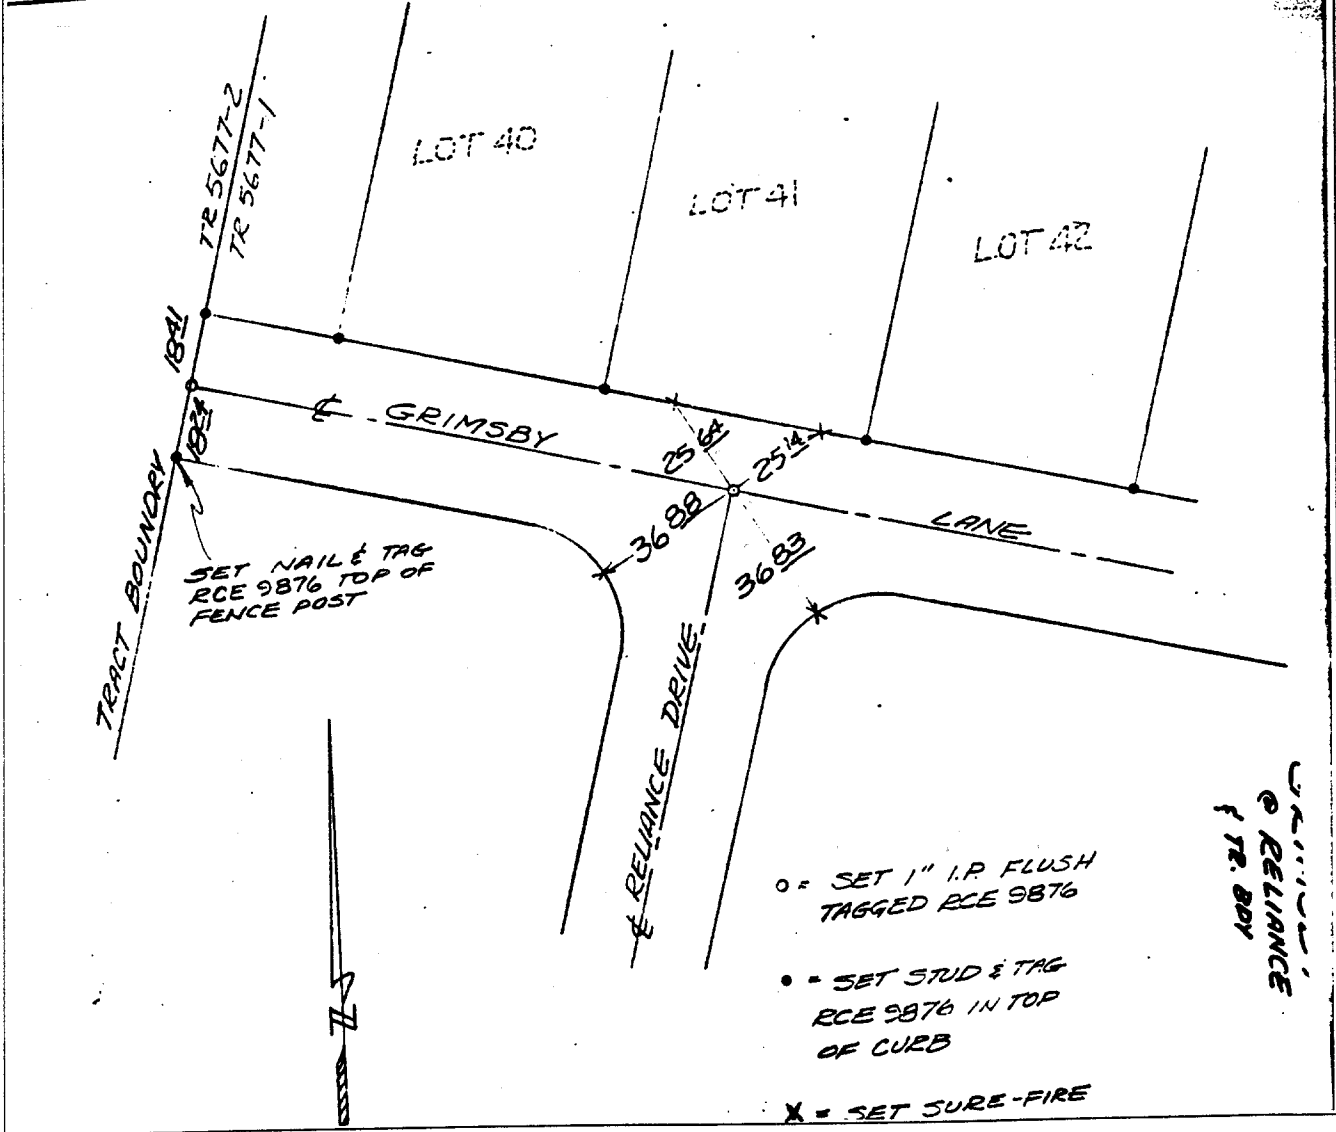 TR 5677-2
TR 5677-1
LOT 40
LOT 41
LOT 42
18 41
18 24
℄ GRIMSBY LANE
25 64
25 14
36 88
36 83
SET NAIL & TAG
RCE 9876 TOP OF
FENCE POST
TRACT BOUNDRY
℄ RELIANCE DRIVE
N
o = SET 1" I.P. FLUSH
TAGGED RCE 9876
• = SET STUD & TAG
RCE 9876 IN TOP
OF CURB
X = SET SURE-FIRE
@ RELIANCE
& TR. BDY